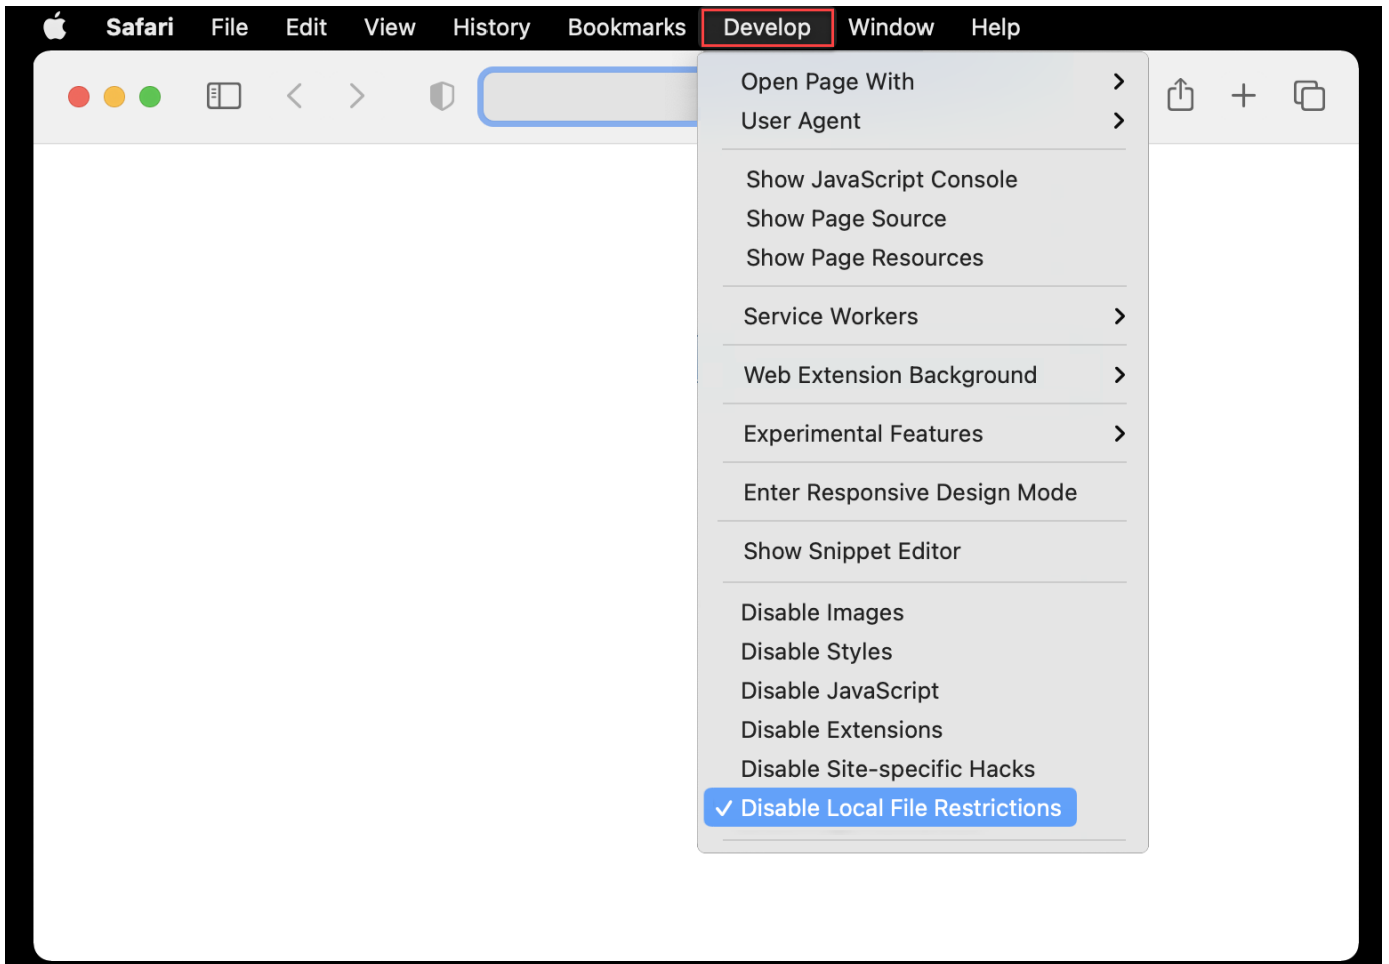 Safari File Edit View History Bookmarks Develop Window Help
Open Page With
User Agent
Show JavaScript Console
Show Page Source
Show Page Resources
Service Workers
Web Extension Background
Experimental Features
Enter Responsive Design Mode
Show Snippet Editor
Disable Images
Disable Styles
Disable JavaScript
Disable Extensions
Disable Site-specific Hacks
✓ Disable Local File Restrictions